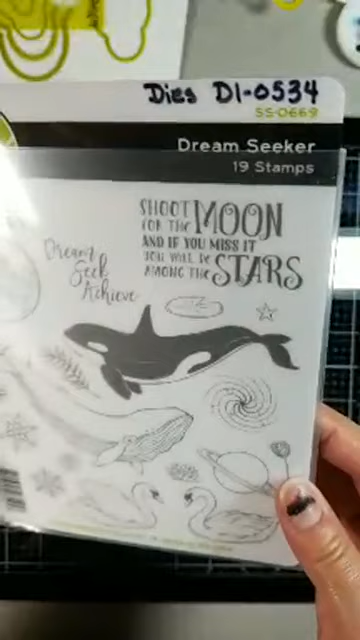 Dies DI-0534
SS-0669
Dream Seeker
19 Stamps
SHOOT
FOR THE MOON
AND IF YOU MISS IT
YOU WILL BE
AMONG THE STARS
Dream
Seek
Achieve